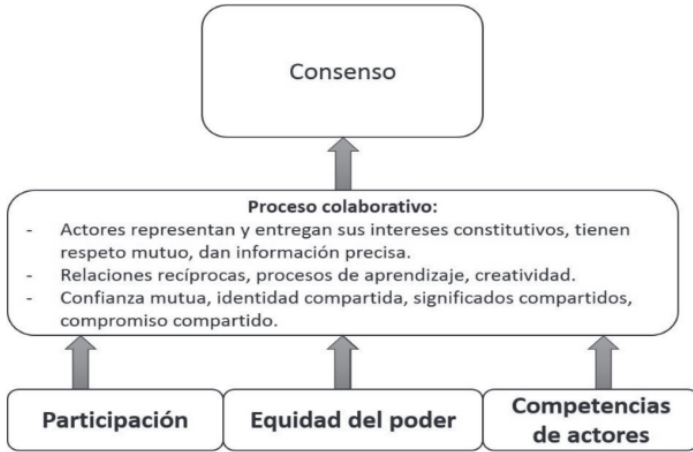 Consenso
Proceso colaborativo:
- Actores representan y entregan sus intereses constitutivos, tienen
respeto mutuo, dan información precisa.
- Relaciones recíprocas, procesos de aprendizaje, creatividad.
- Confianza mutua, identidad compartida, significados compartidos,
compromiso compartido.
Participación
Equidad del poder
Competencias
de actores